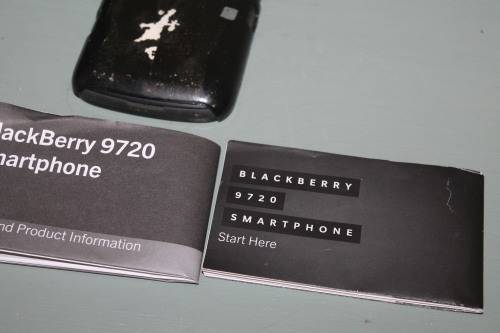 lackBerry 9720
martphone
nd Product Information
BLACKBERRY
9720
SMARTPHONE
Start Here